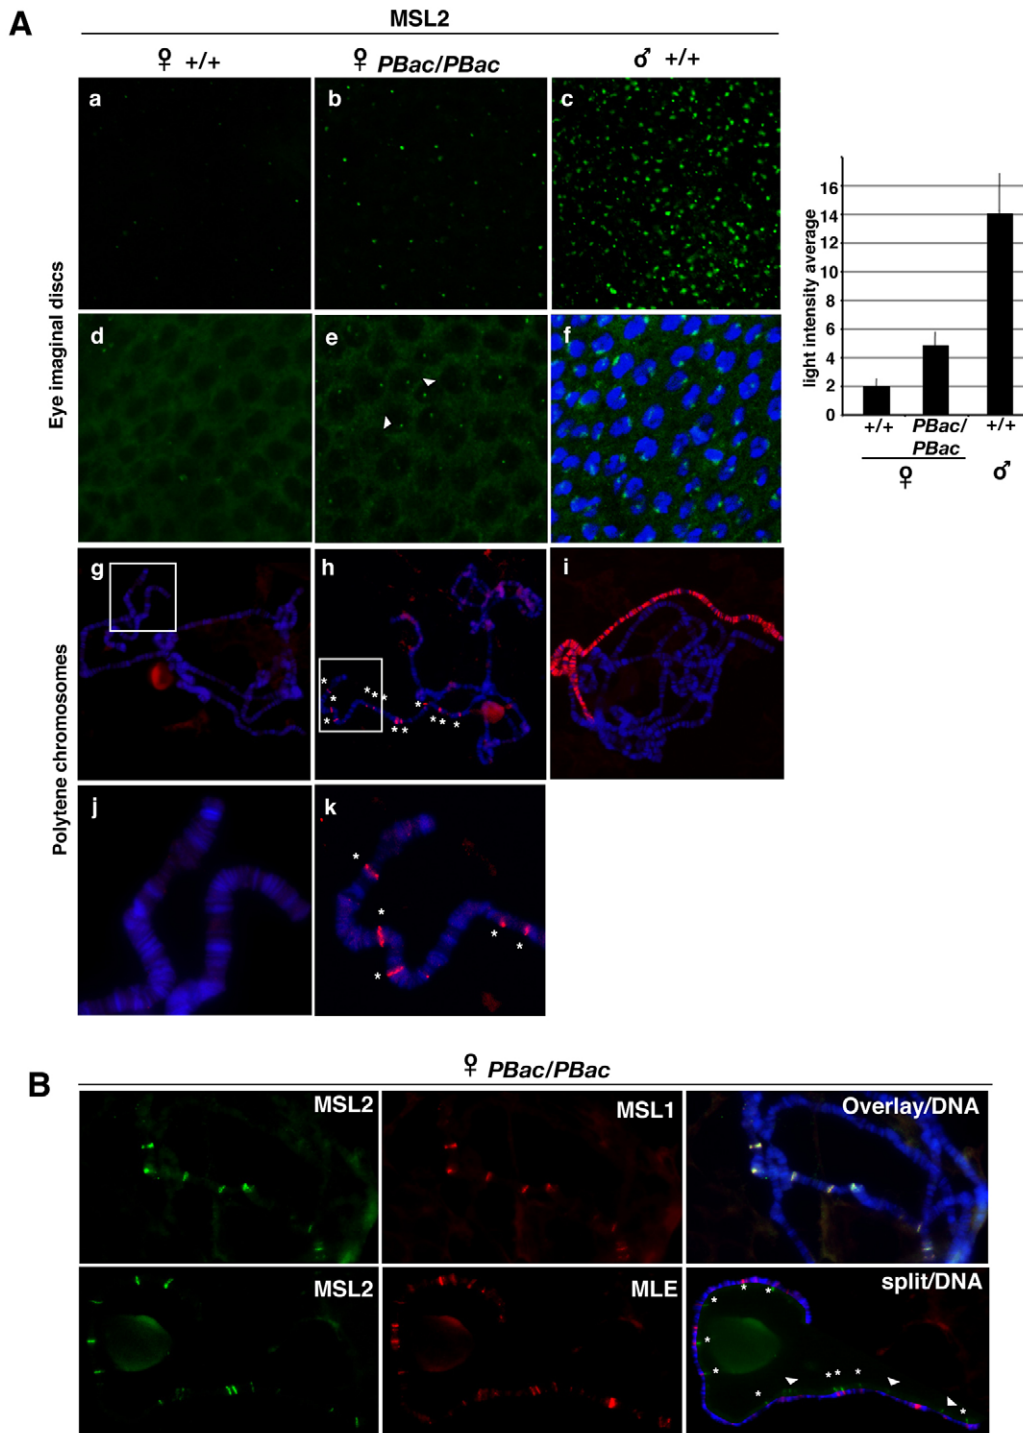 A
MSL2
♀ +/+
♀ PBac/PBac
♂ +/+
Eye imaginal discs
a
b
c
d
e
f
light intensity average
16
14
12
10
8
6
4
2
0
+/+
PBac/
PBac
+/+
♀
♂
Polytene chromosomes
g
h
* * * * * * * * * * * *
i
j
k
* * * * *
B
♀ PBac/PBac
MSL2
MSL1
Overlay/DNA
MSL2
MLE
split/DNA
* * * * * * * * * *